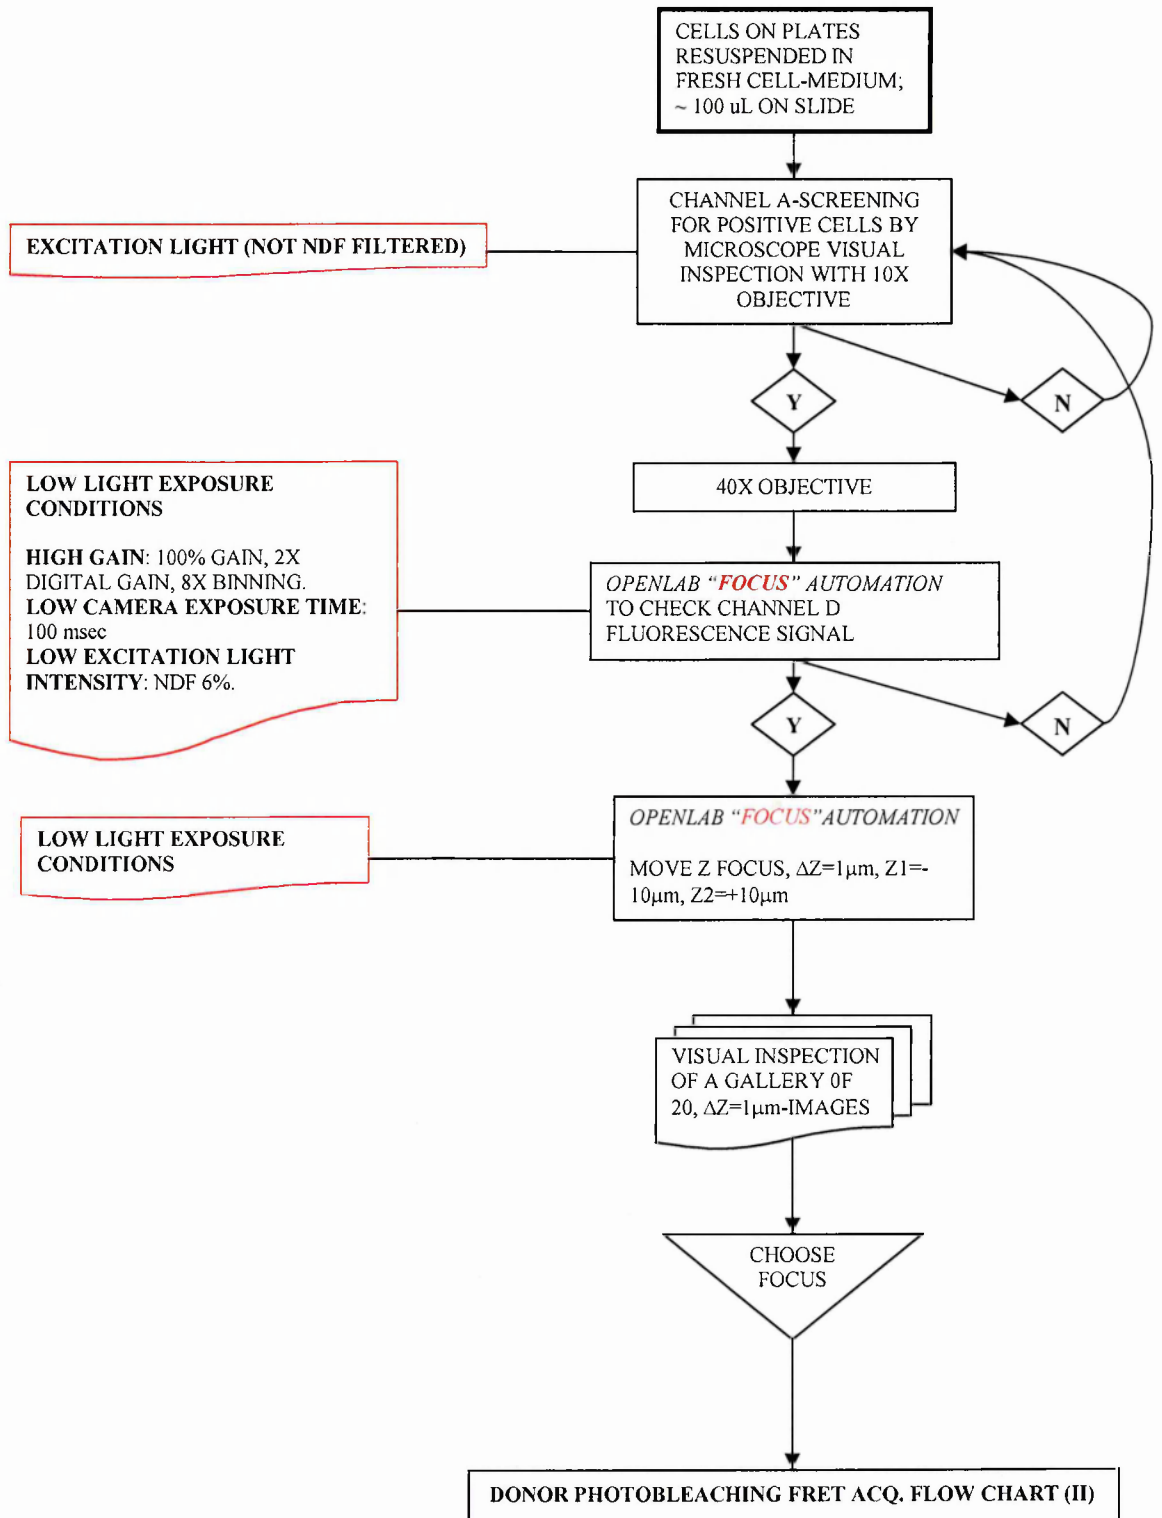 CELLS ON PLATES
RESUSPENDED IN
FRESH CELL-MEDIUM;
~ 100 uL ON SLIDE
EXCITATION LIGHT (NOT NDF FILTERED)
CHANNEL A-SCREENING
FOR POSITIVE CELLS BY
MICROSCOPE VISUAL
INSPECTION WITH 10X
OBJECTIVE
Y
N
40X OBJECTIVE
LOW LIGHT EXPOSURE
CONDITIONS
HIGH GAIN: 100% GAIN, 2X
DIGITAL GAIN, 8X BINNING.
LOW CAMERA EXPOSURE TIME:
100 msec
LOW EXCITATION LIGHT
INTENSITY: NDF 6%.
OPENLAB "FOCUS" AUTOMATION
TO CHECK CHANNEL D
FLUORESCENCE SIGNAL
Y
N
LOW LIGHT EXPOSURE
CONDITIONS
OPENLAB "FOCUS"AUTOMATION
MOVE Z FOCUS, ΔZ=1µm, Z1=-
10µm, Z2=+10µm
VISUAL INSPECTION
OF A GALLERY 0F
20, ΔZ=1µm-IMAGES
CHOOSE
FOCUS
DONOR PHOTOBLEACHING FRET ACQ. FLOW CHART (II)